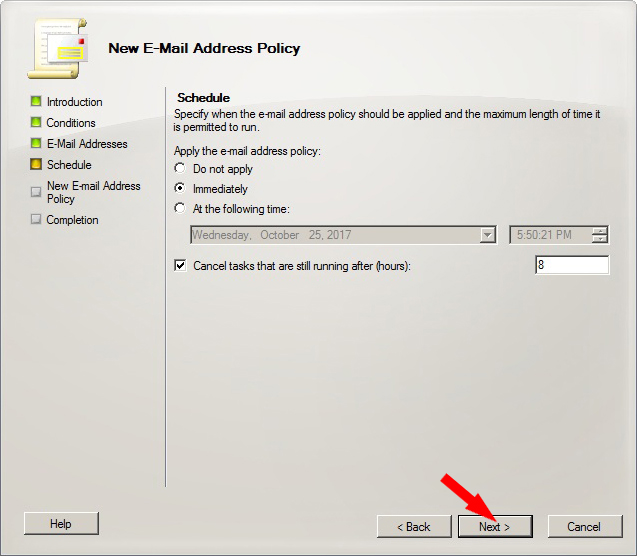 New E-Mail Address Policy
Introduction
Conditions
E-Mail Addresses
Schedule
New E-mail Address
Policy
Completion
Schedule
Specify when the e-mail address policy should be applied and the maximum length of time it
is permitted to run.
Apply the e-mail address policy:
Do not apply
Immediately
At the following time:
Wednesday, October 25, 2017 5:50:21 PM
Cancel tasks that are still running after (hours): 8
Help < Back Next > Cancel